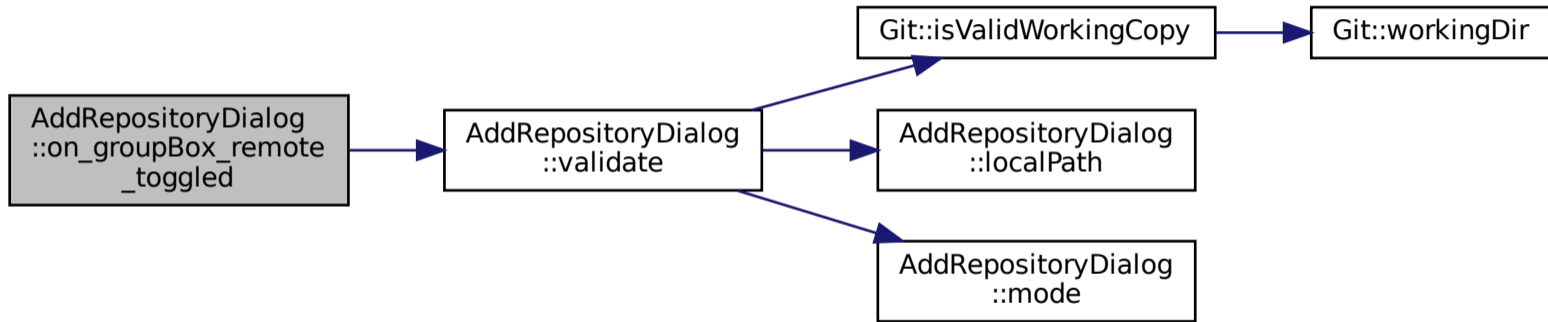 AddRepositoryDialog
::on_groupBox_remote
_toggled
AddRepositoryDialog
::validate
Git::isValidWorkingCopy
Git::workingDir
AddRepositoryDialog
::localPath
AddRepositoryDialog
::mode